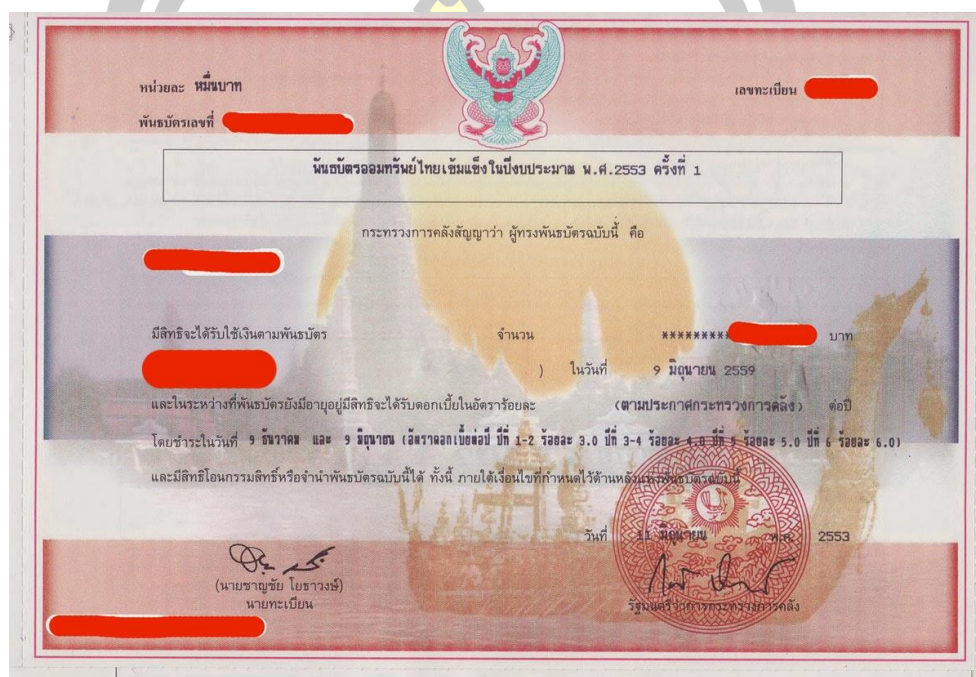 หน่วยละ หมื่นบาท
เลขทะเบียน
พันธบัตรเลขที่
พันธบัตรออมทรัพย์ไทยเข้มแข็งในปีงบประมาณ พ.ศ.2553 ครั้งที่ 1
กระทรวงการคลังสัญญาว่า ผู้ทรงพันธบัตรฉบับนี้ คือ
มีสิทธิจะได้รับใช้เงินตามพันธบัตร จำนวน ********* บาท
) ในวันที่ 9 มิถุนายน 2559
และในระหว่างที่พันธบัตรยังมีอายุอยู่มีสิทธิจะได้รับดอกเบี้ยในอัตราร้อยละ (ตามประกาศกระทรวงการคลัง) ต่อปี
โดยชำระในวันที่ 9 ธันวาคม และ 9 มิถุนายน (อัตราดอกเบี้ยต่อปี ปีที่ 1-2 ร้อยละ 3.0 ปีที่ 3-4 ร้อยละ 4.0 ปีที่ 5 ร้อยละ 5.0 ปีที่ 6 ร้อยละ 6.0)
และมีสิทธิโอนกรรมสิทธิ์หรือจำนำพันธบัตรฉบับนี้ได้ ทั้งนี้ ภายใต้เงื่อนไขที่กำหนดไว้ด้านหลังแห่งพันธบัตรฉบับนี้
วันที่ 11 มิถุนายน พ.ศ. 2553
(นายชาญชัย โยธาวงษ์)
นายทะเบียน
รัฐมนตรีว่าการกระทรวงการคลัง